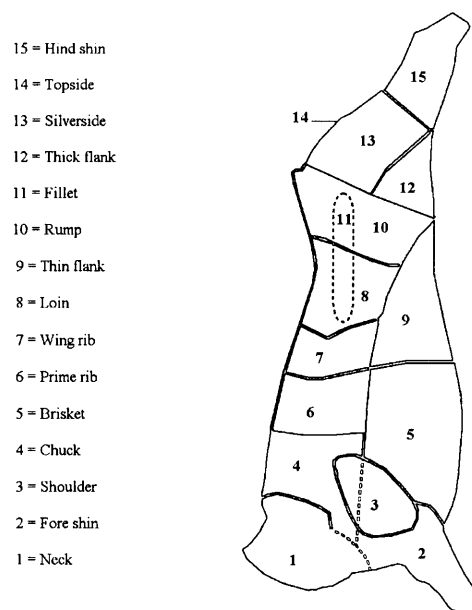 15 = Hind shin
14 = Topside
13 = Silverside
12 = Thick flank
11 = Fillet
10 = Rump
9 = Thin flank
8 = Loin
7 = Wing rib
6 = Prime rib
5 = Brisket
4 = Chuck
3 = Shoulder
2 = Fore shin
1 = Neck
15
14
13
12
11
10
8
9
7
6
5
4
3
2
1